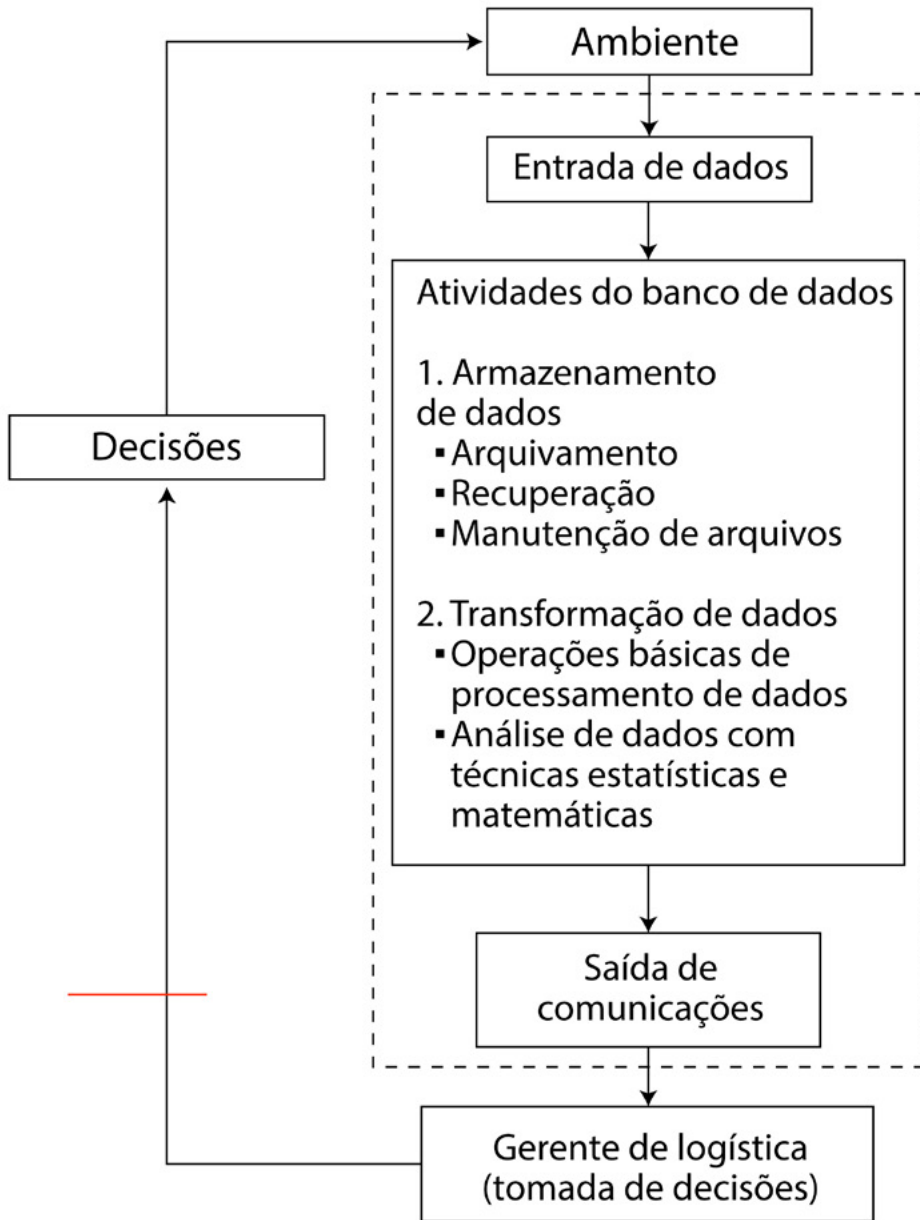 Ambiente
Entrada de dados
Atividades do banco de dados
1. Armazenamento
de dados
▪ Arquivamento
▪ Recuperação
▪ Manutenção de arquivos
2. Transformação de dados
▪ Operações básicas de
processamento de dados
▪ Análise de dados com
técnicas estatísticas e
matemáticas
Decisões
Saída de
comunicações
Gerente de logística
(tomada de decisões)